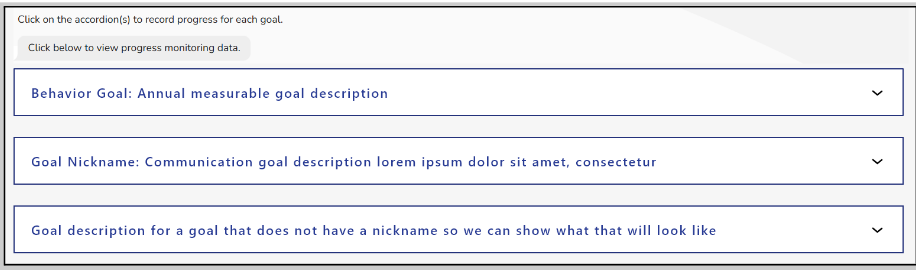 Click on the accordion(s) to record progress for each goal.
Click below to view progress monitoring data.
Behavior Goal: Annual measurable goal description
Goal Nickname: Communication goal description lorem ipsum dolor sit amet, consectetur
Goal description for a goal that does not have a nickname so we can show what that will look like